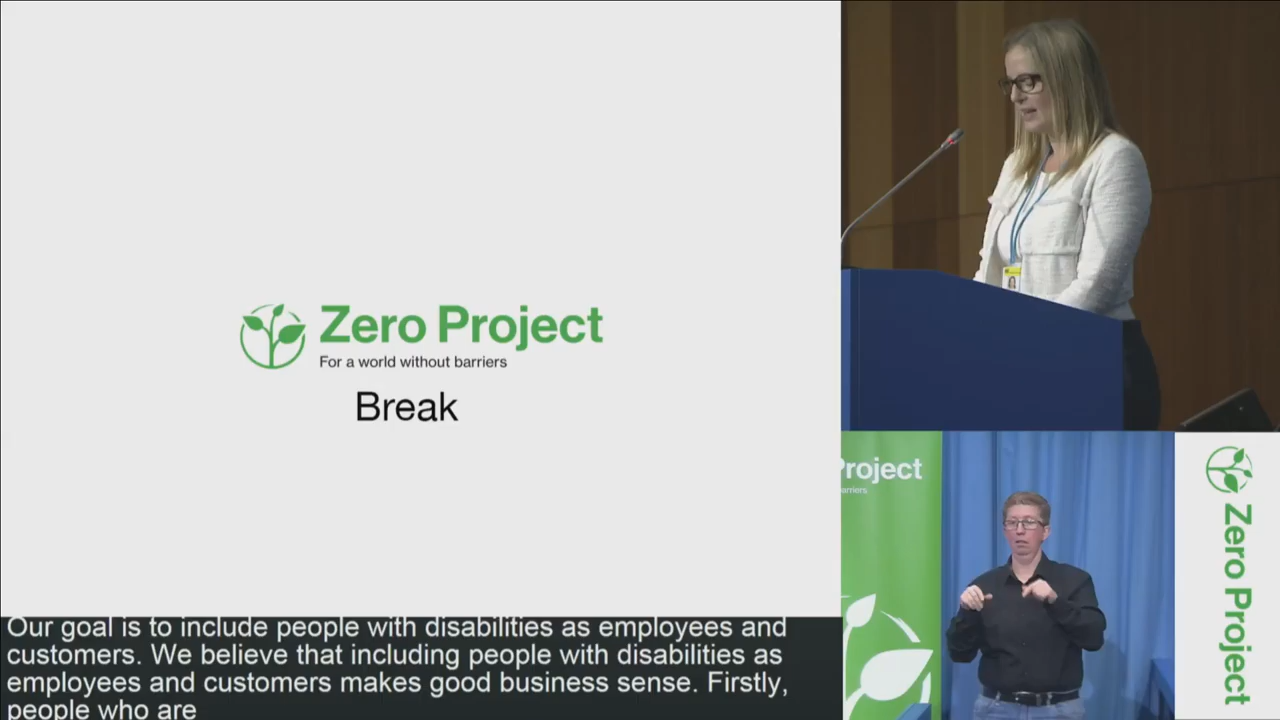 Zero Project
For a world without barriers
Break
Our goal is to include people with disabilities as employees and
customers. We believe that including people with disabilities as
employees and customers makes good business sense. Firstly,
people who are
Project
arriers
Zero Project